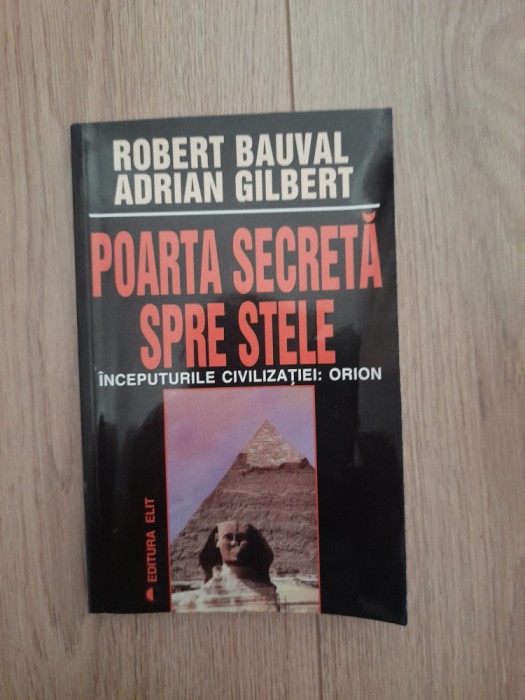 ROBERT BAUVAL
ADRIAN GILBERT
POARTA SECRETĂ
SPRE STELE
ÎNCEPUTURILE CIVILIZAȚIEI: ORION
EDITURA ELIT